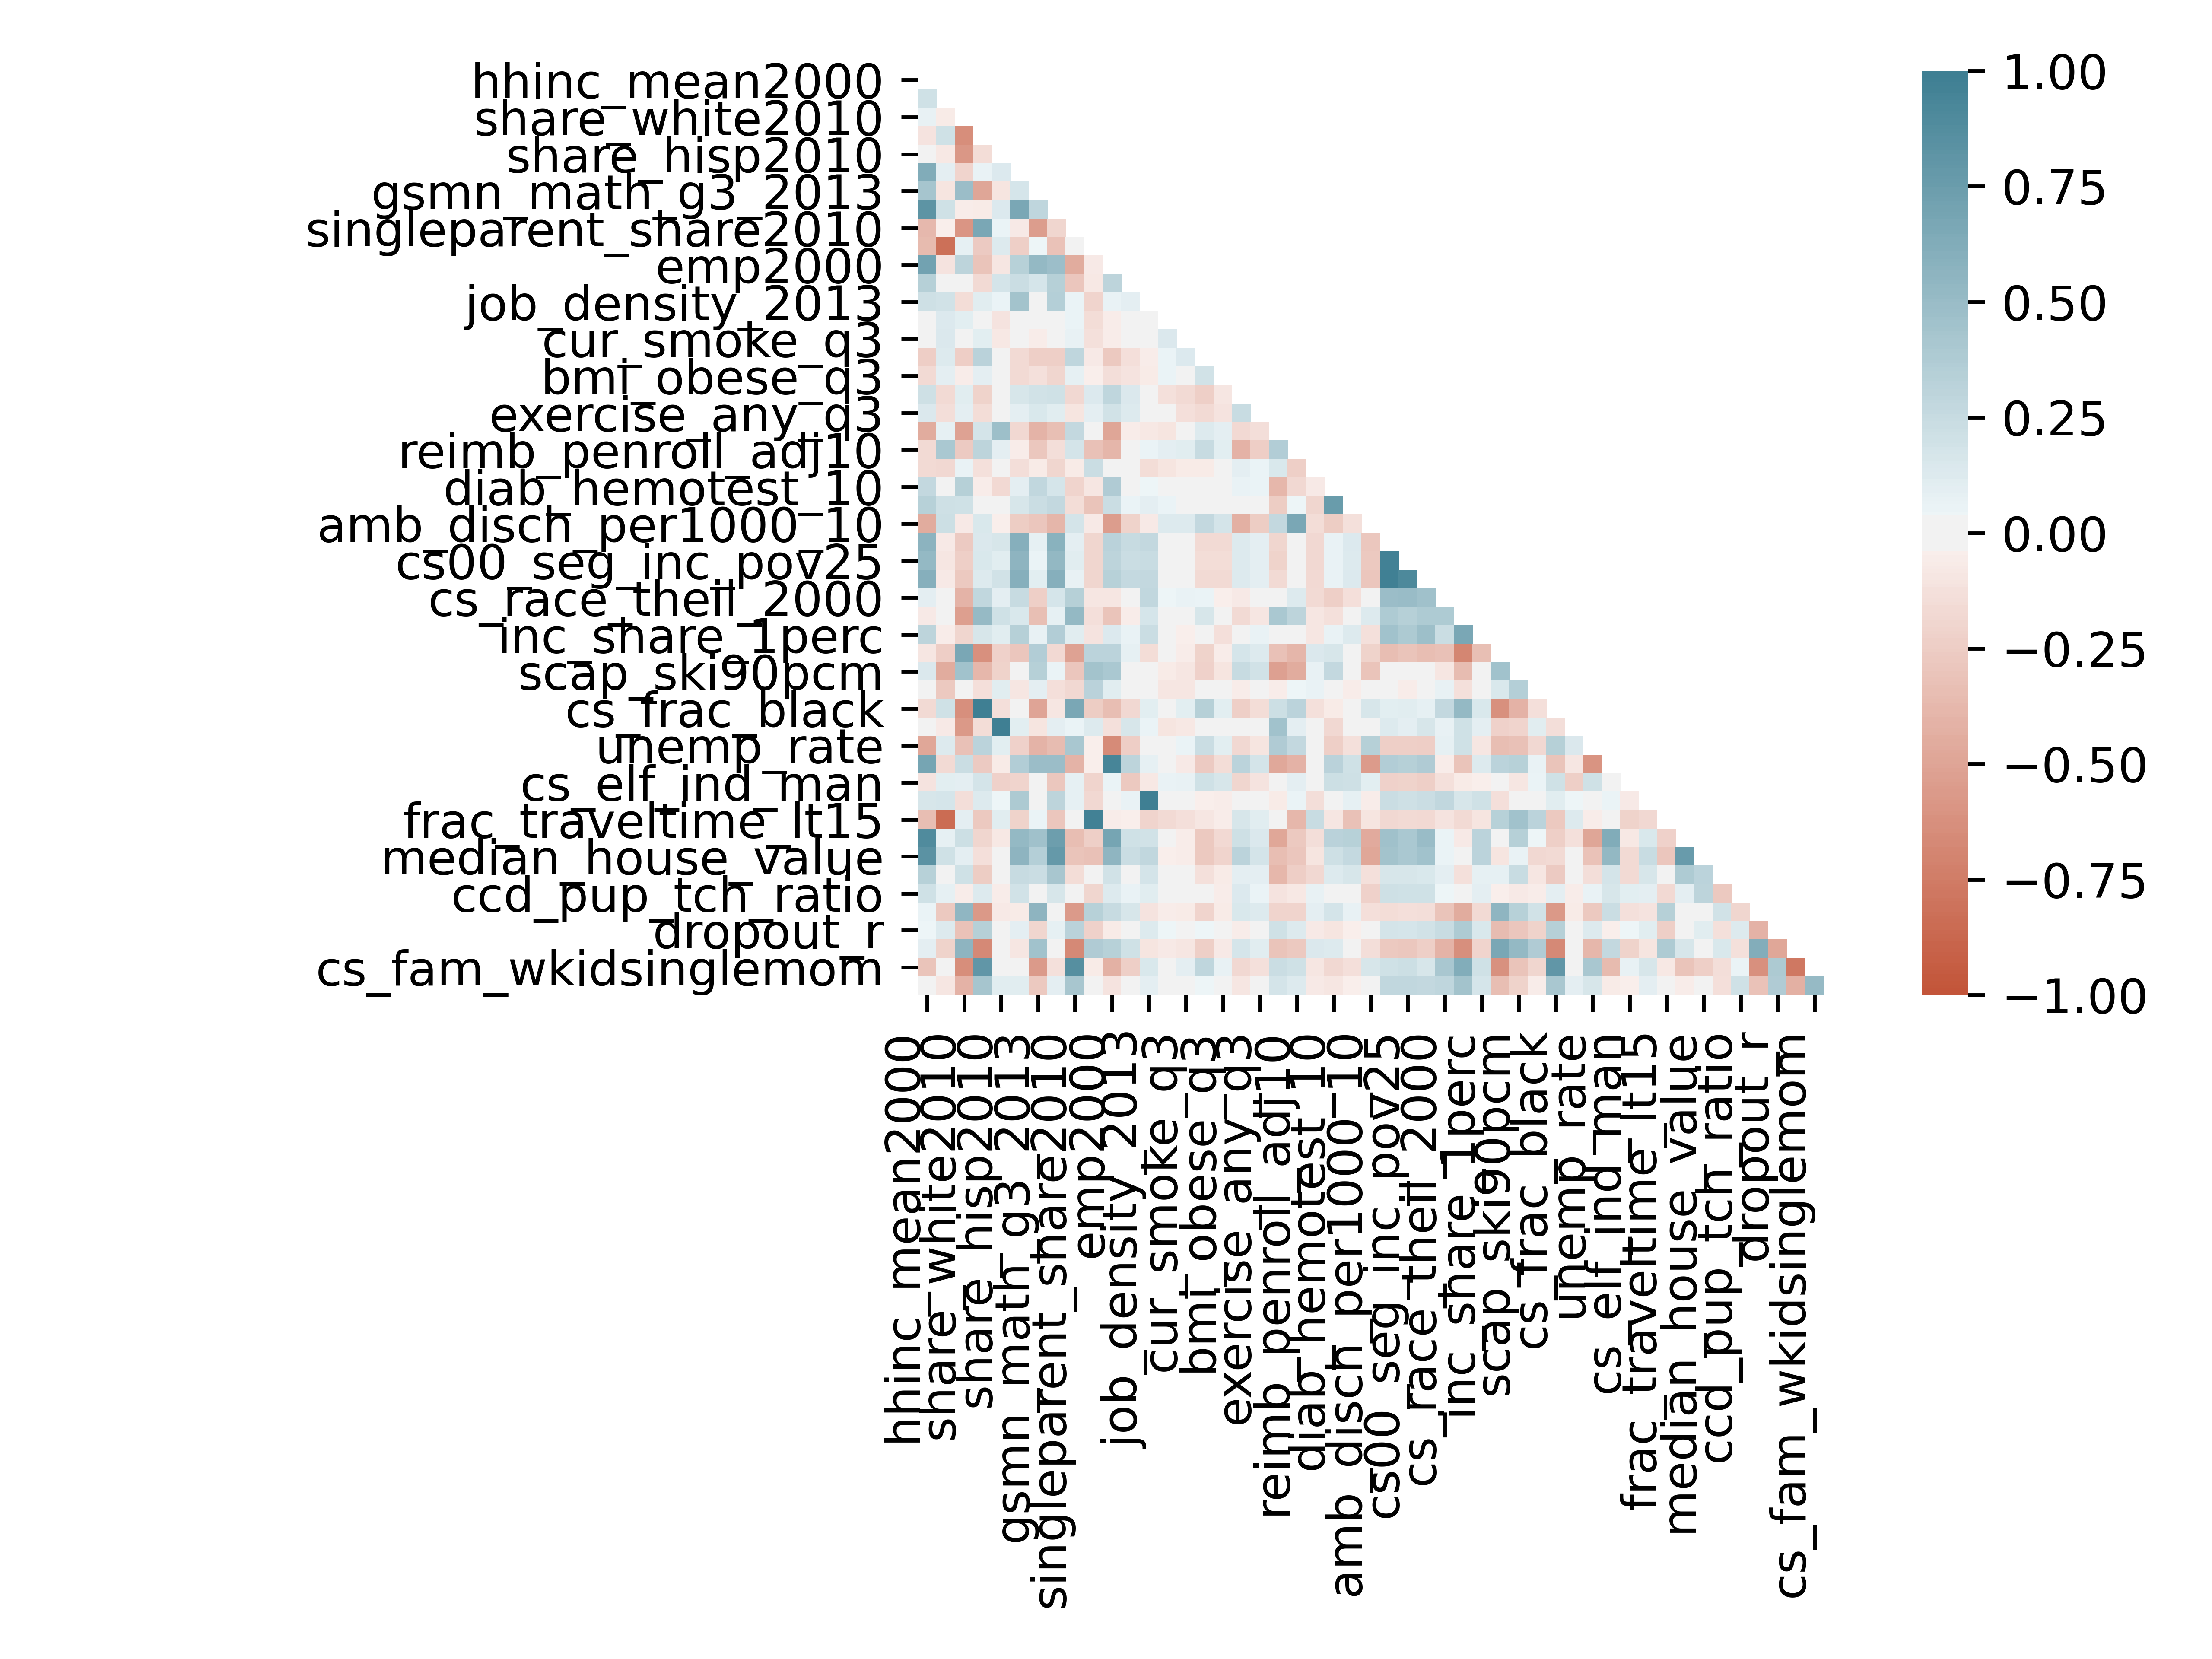 hhinc_mean2000
share_white2010
share_hisp2010
gsmn_math_g3_2013
singleparent_share2010
emp2000
job_density_2013
cur_smoke_q3
bmi_obese_q3
exercise_any_q3
reimb_penroll_adj10
diab_hemotest_10
amb_disch_per1000_10
cs00_seg_inc_pov25
cs_race_theil_2000
inc_share_1perc
scap_ski90pcm
cs_frac_black
unemp_rate
cs_elf_ind_man
frac_traveltime_lt15
median_house_value
ccd_pup_tch_ratio
dropout_r
cs_fam_wkidsinglemom
hhinc_mean2000
share_white2010
share_hisp2010
gsmn_math_g3_2013
singleparent_share2010
emp2000
job_density_2013
cur_smoke_q3
bmi_obese_q3
exercise_any_q3
reimb_penroll_adj10
diab_hemotest_10
amb_disch_per1000_10
cs00_seg_inc_pov25
cs_race_theil_2000
inc_share_1perc
scap_ski90pcm
cs_frac_black
unemp_rate
cs_elf_ind_man
frac_traveltime_lt15
median_house_value
ccd_pup_tch_ratio
dropout_r
cs_fam_wkidsinglemom
1.00
0.75
0.50
0.25
0.00
−0.25
−0.50
−0.75
−1.00